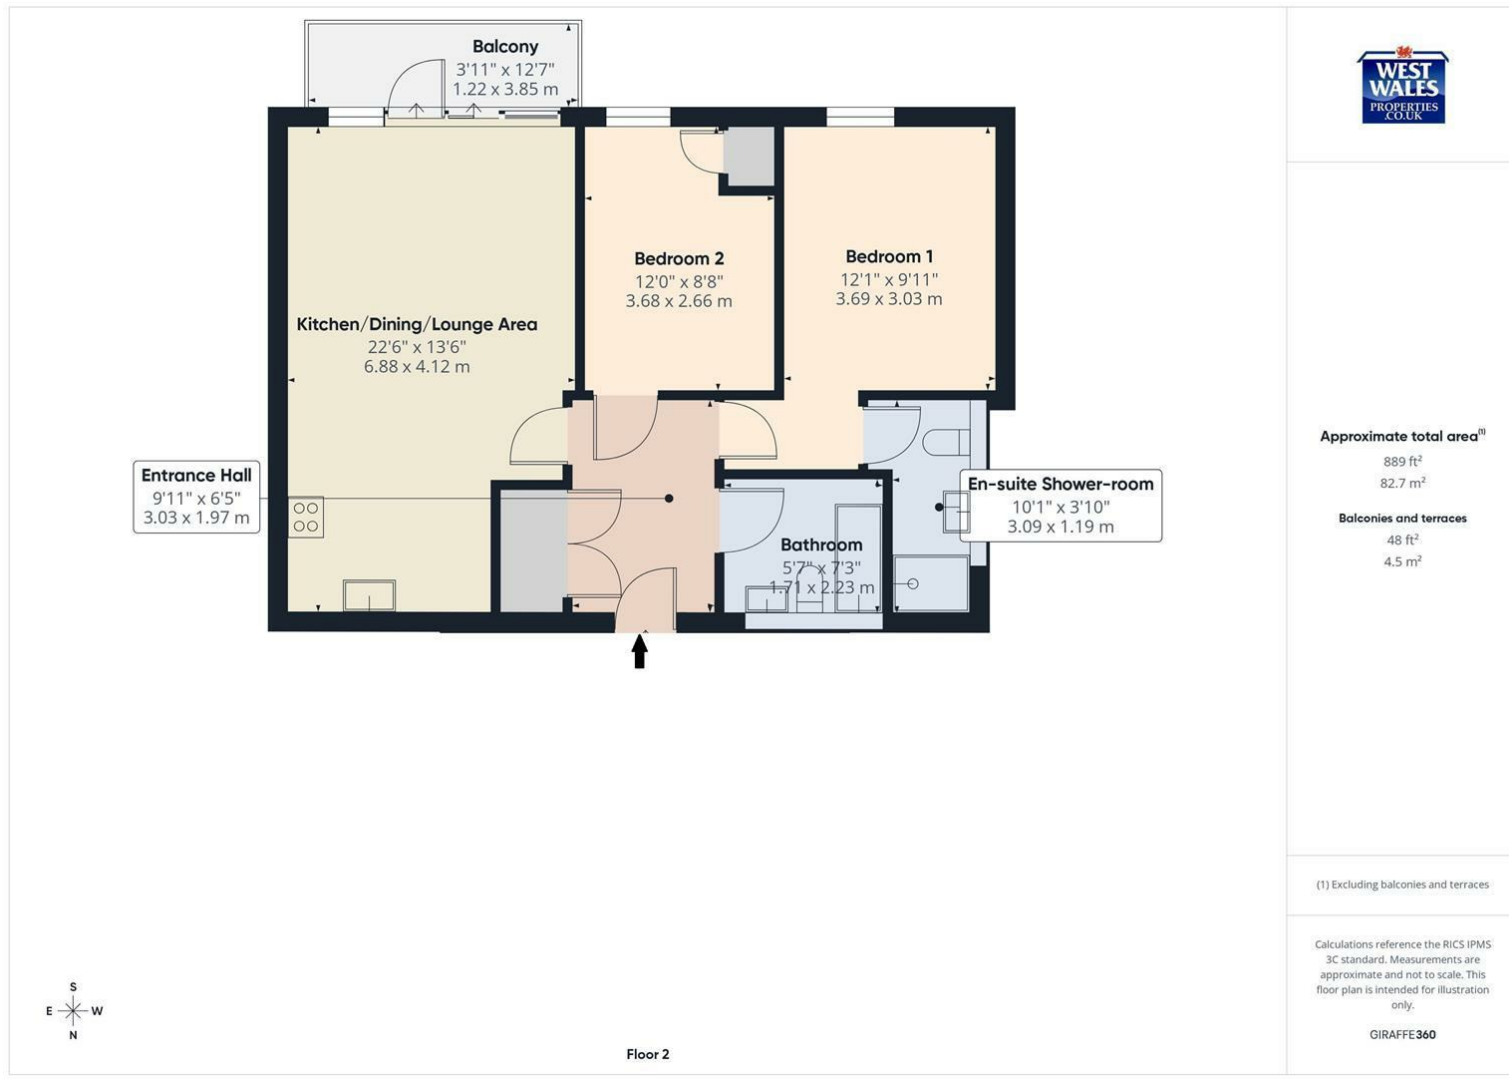 Balcony
3'11" x 12'7"
1.22 x 3.85 m
Bedroom 2
12'0" x 8'8"
3.68 x 2.66 m
Bedroom 1
12'1" x 9'11"
3.69 x 3.03 m
Kitchen/Dining/Lounge Area
22'6" x 13'6"
6.88 x 4.12 m
Entrance Hall
9'11" x 6'5"
3.03 x 1.97 m
En-suite Shower-room
10'1" x 3'10"
3.09 x 1.19 m
Bathroom
5'7" x 7'3"
1.71 x 2.23 m
S
E W
N
Floor 2
WEST
WALES
PROPERTIES
.CO.UK
Approximate total area⁽¹⁾
889 ft²
82.7 m²
Balconies and terraces
48 ft²
4.5 m²
(1) Excluding balconies and terraces
Calculations reference the RICS IPMS
3C standard. Measurements are
approximate and not to scale. This
floor plan is intended for illustration
only.
GIRAFFE360